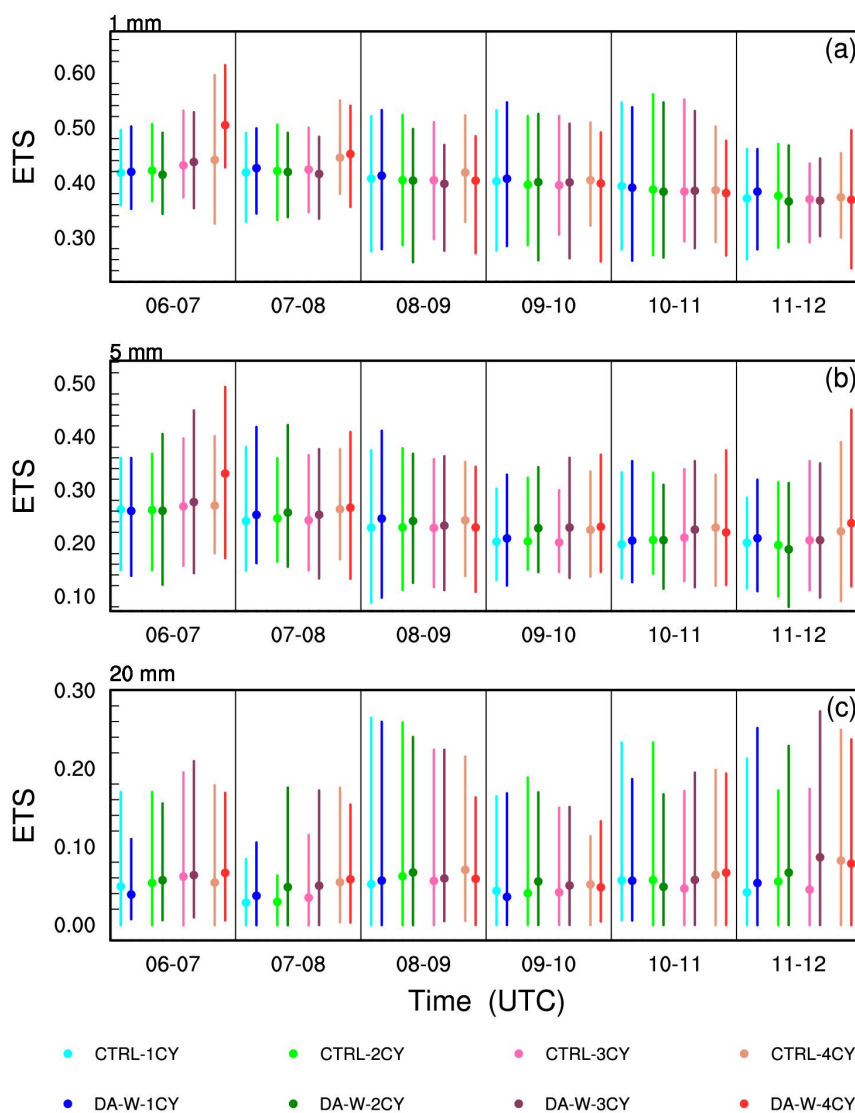 1 mm
(a)
0.60
0.50
ETS
0.40
0.30
06-07 07-08 08-09 09-10 10-11 11-12
5 mm
(b)
0.50
0.40
ETS
0.30
0.20
0.10
06-07 07-08 08-09 09-10 10-11 11-12
20 mm
0.30
(c)
0.20
ETS
0.10
0.00
06-07 07-08 08-09 09-10 10-11 11-12
Time (UTC)
CTRL-1CY CTRL-2CY CTRL-3CY CTRL-4CY
DA-W-1CY DA-W-2CY DA-W-3CY DA-W-4CY